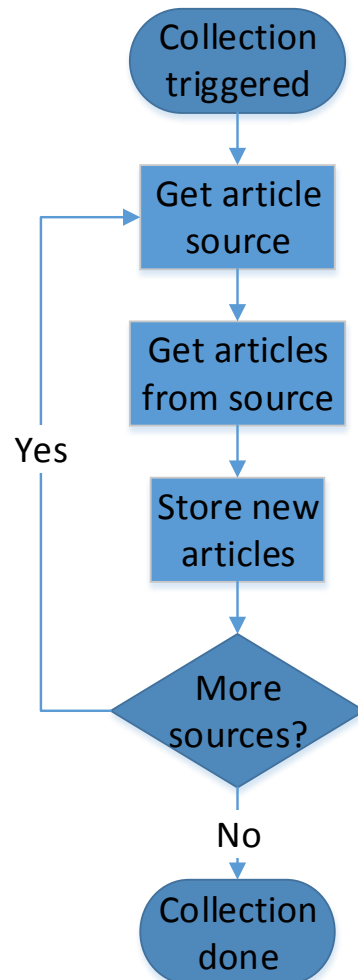 Collection
triggered
Get article
source
Get articles
from source
Yes
Store new
articles
More
sources?
No
Collection
done